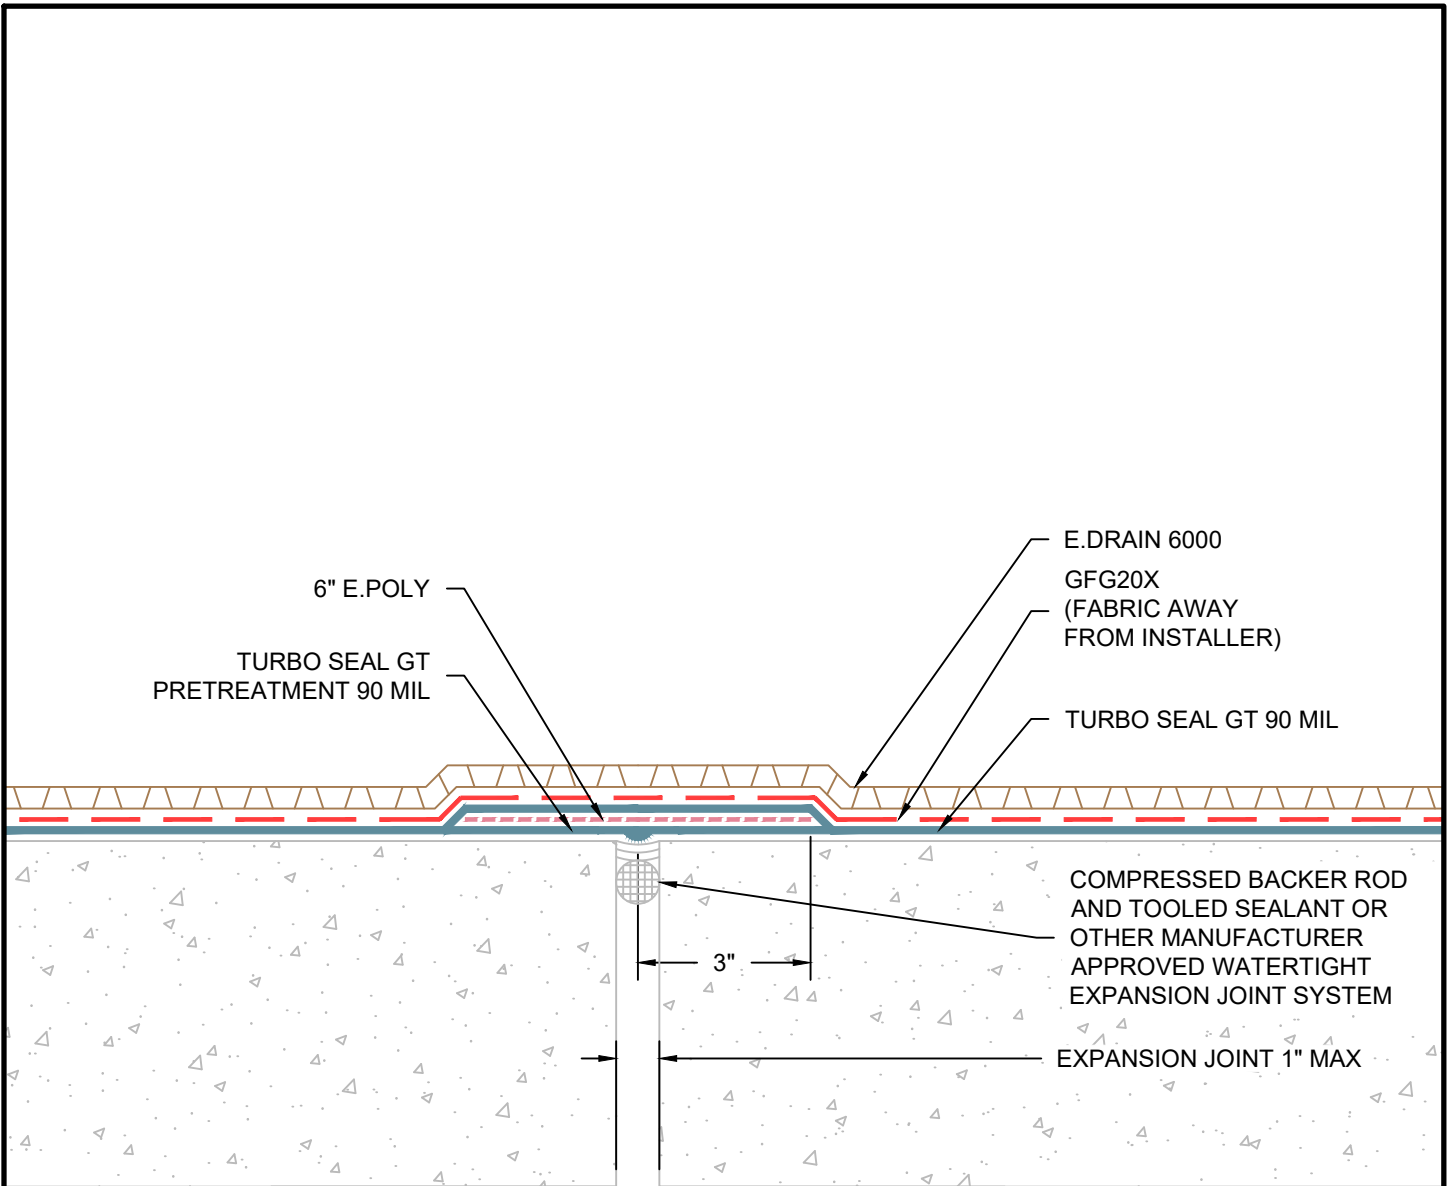 E.DRAIN 6000
GFG20X
(FABRIC AWAY
FROM INSTALLER)
6" E.POLY
TURBO SEAL GT
PRETREATMENT 90 MIL
TURBO SEAL GT 90 MIL
COMPRESSED BACKER ROD
AND TOOLED SEALANT OR
OTHER MANUFACTURER
APPROVED WATERTIGHT
EXPANSION JOINT SYSTEM
3"
EXPANSION JOINT 1" MAX